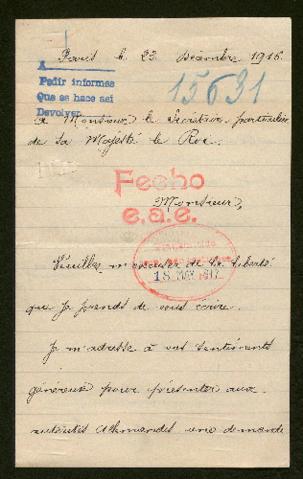 Paris le 23 Décembre 1916.
A
Pedir informes
Que se hace así
Devolver
15631
A Monsieur le Secrétaire particulier
de Sa Majesté le Roi.
Fecho
e.a.e.
Monsieur,
18 MAY 1917
Veuillez m'excuser de la liberté
que je prends de vous écrire.
Je m'adresse à vos sentiments
généreux pour présenter aux
autorités Allemandes une demande